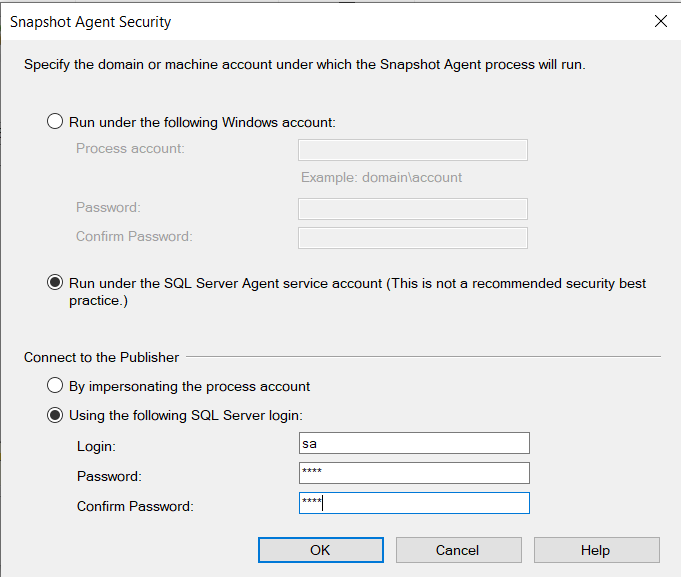 Snapshot Agent Security
Specify the domain or machine account under which the Snapshot Agent process will run.
Run under the following Windows account:
Process account:
Example: domain\account
Password:
Confirm Password:
Run under the SQL Server Agent service account (This is not a recommended security best
practice.)
Connect to the Publisher
By impersonating the process account
Using the following SQL Server login:
Login: sa
Password: ****
Confirm Password: ****
OK Cancel Help